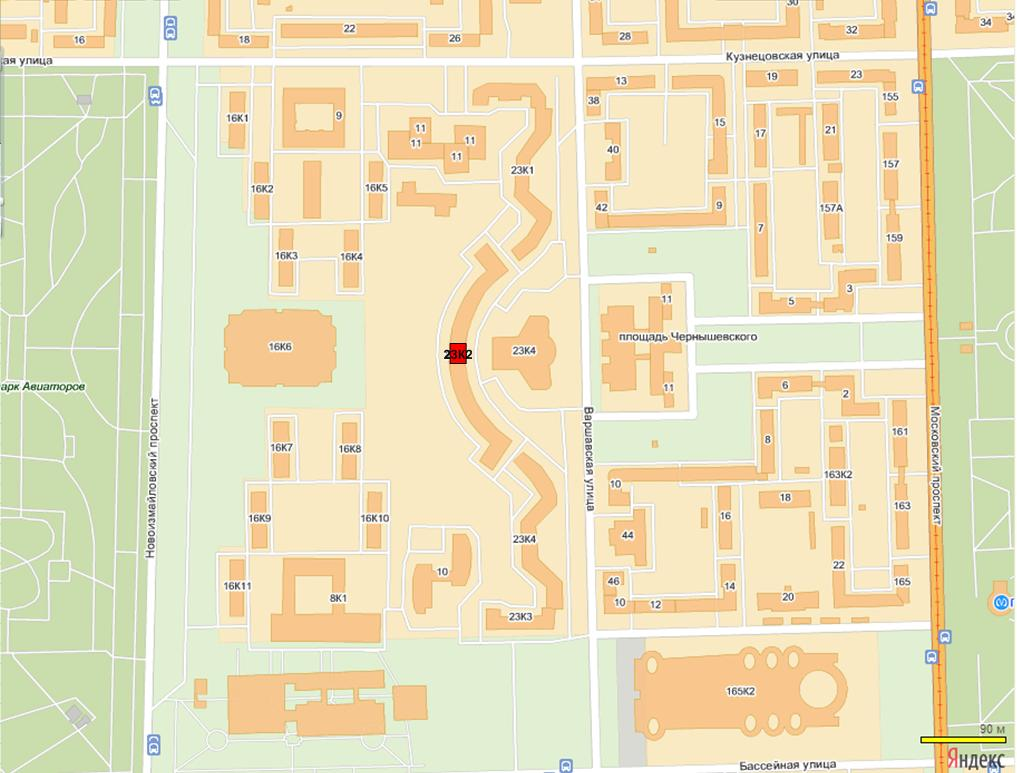 30
16
18
22
26
28
32
34
34
ая улица
Кузнецовская улица
13
19
23
38
155
16К1
9
11
11
11
11
15
17
21
40
157
23К1
16К2
16К5
42
9
157А
7
159
16К3
16К4
11
3
5
16К6
23К2
23К4
площадь Чернышевского
арк Авиаторов
11
6
2
Новоизмайловский проспект
Варшавская улица
Московский проспект
161
8
16К7
16К8
163К2
10
18
16К9
16К10
16
163
44
23К4
10
22
46
16К11
14
165
8К1
10
12
20
23К3
П
165К2
90 м
Яндекс
Бассейная улица